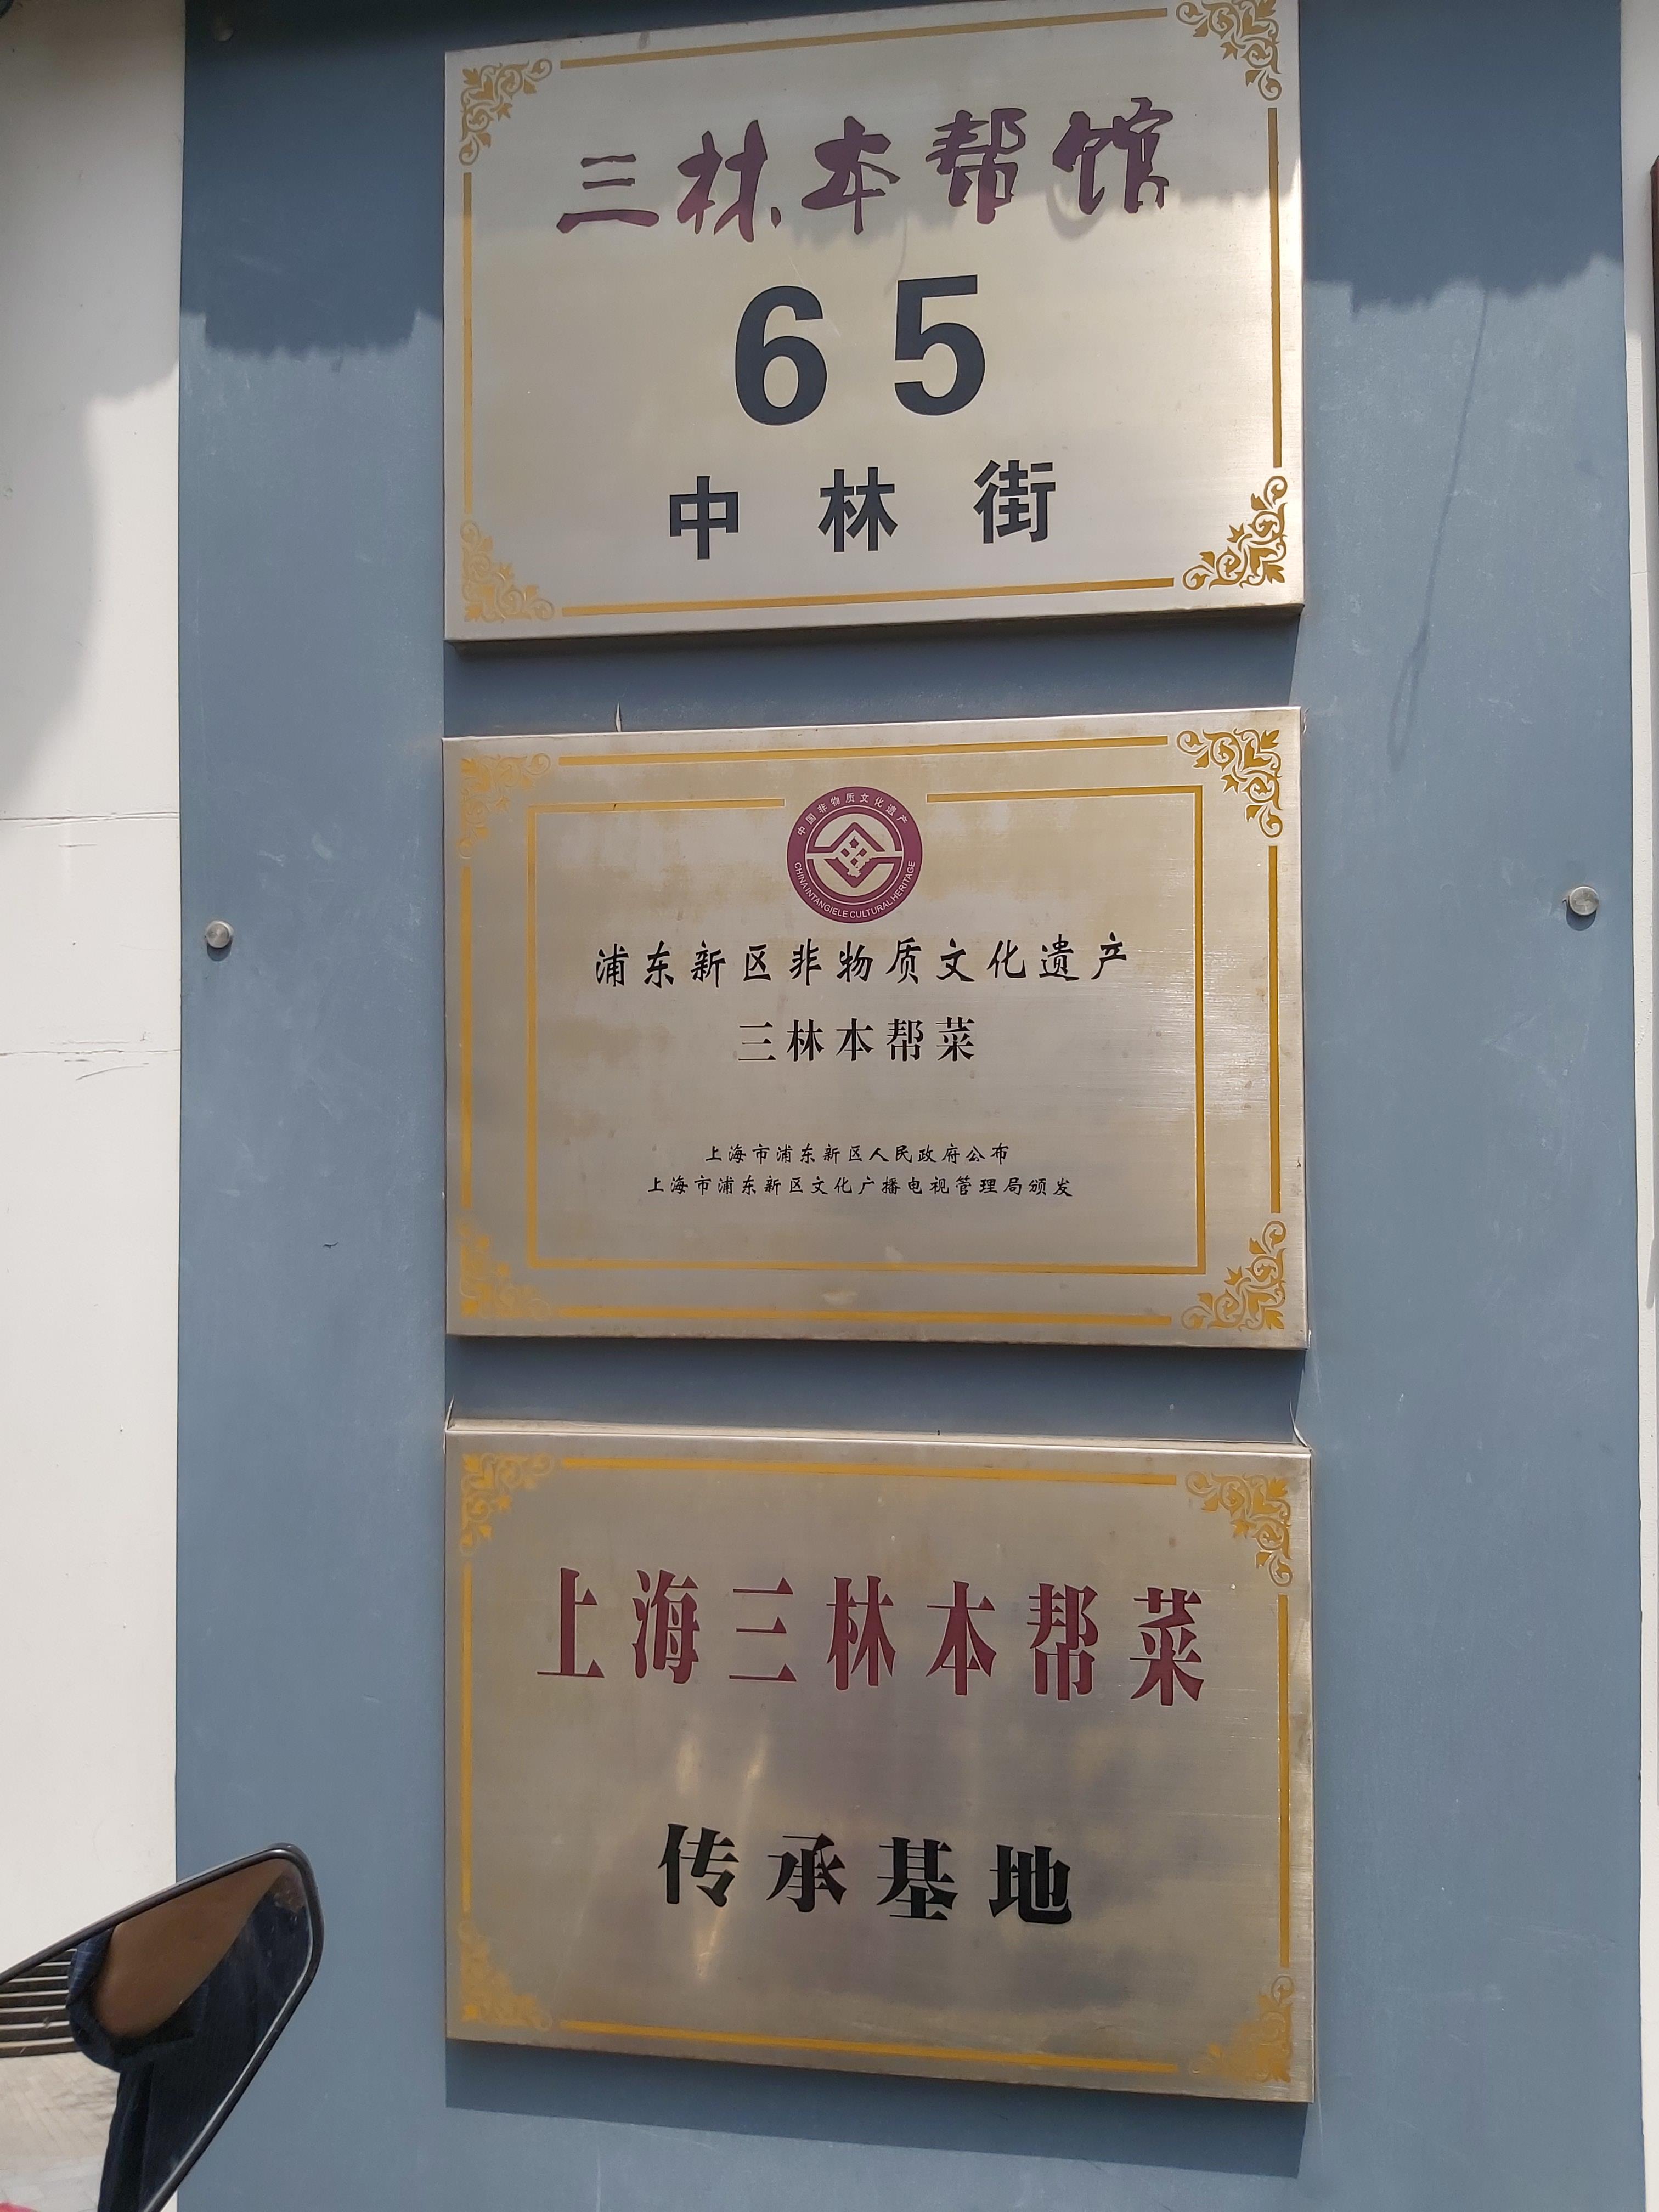 三林本帮馆
65
中林街
中国非物质文化遗产
CHINA INTANGIELE CULTURAL HERITAGE
浦东新区非物质文化遗产
三林本帮菜
上海市浦东新区人民政府公布
上海市浦东新区文化广播电视管理局颁发
上海三林本帮菜
传承基地